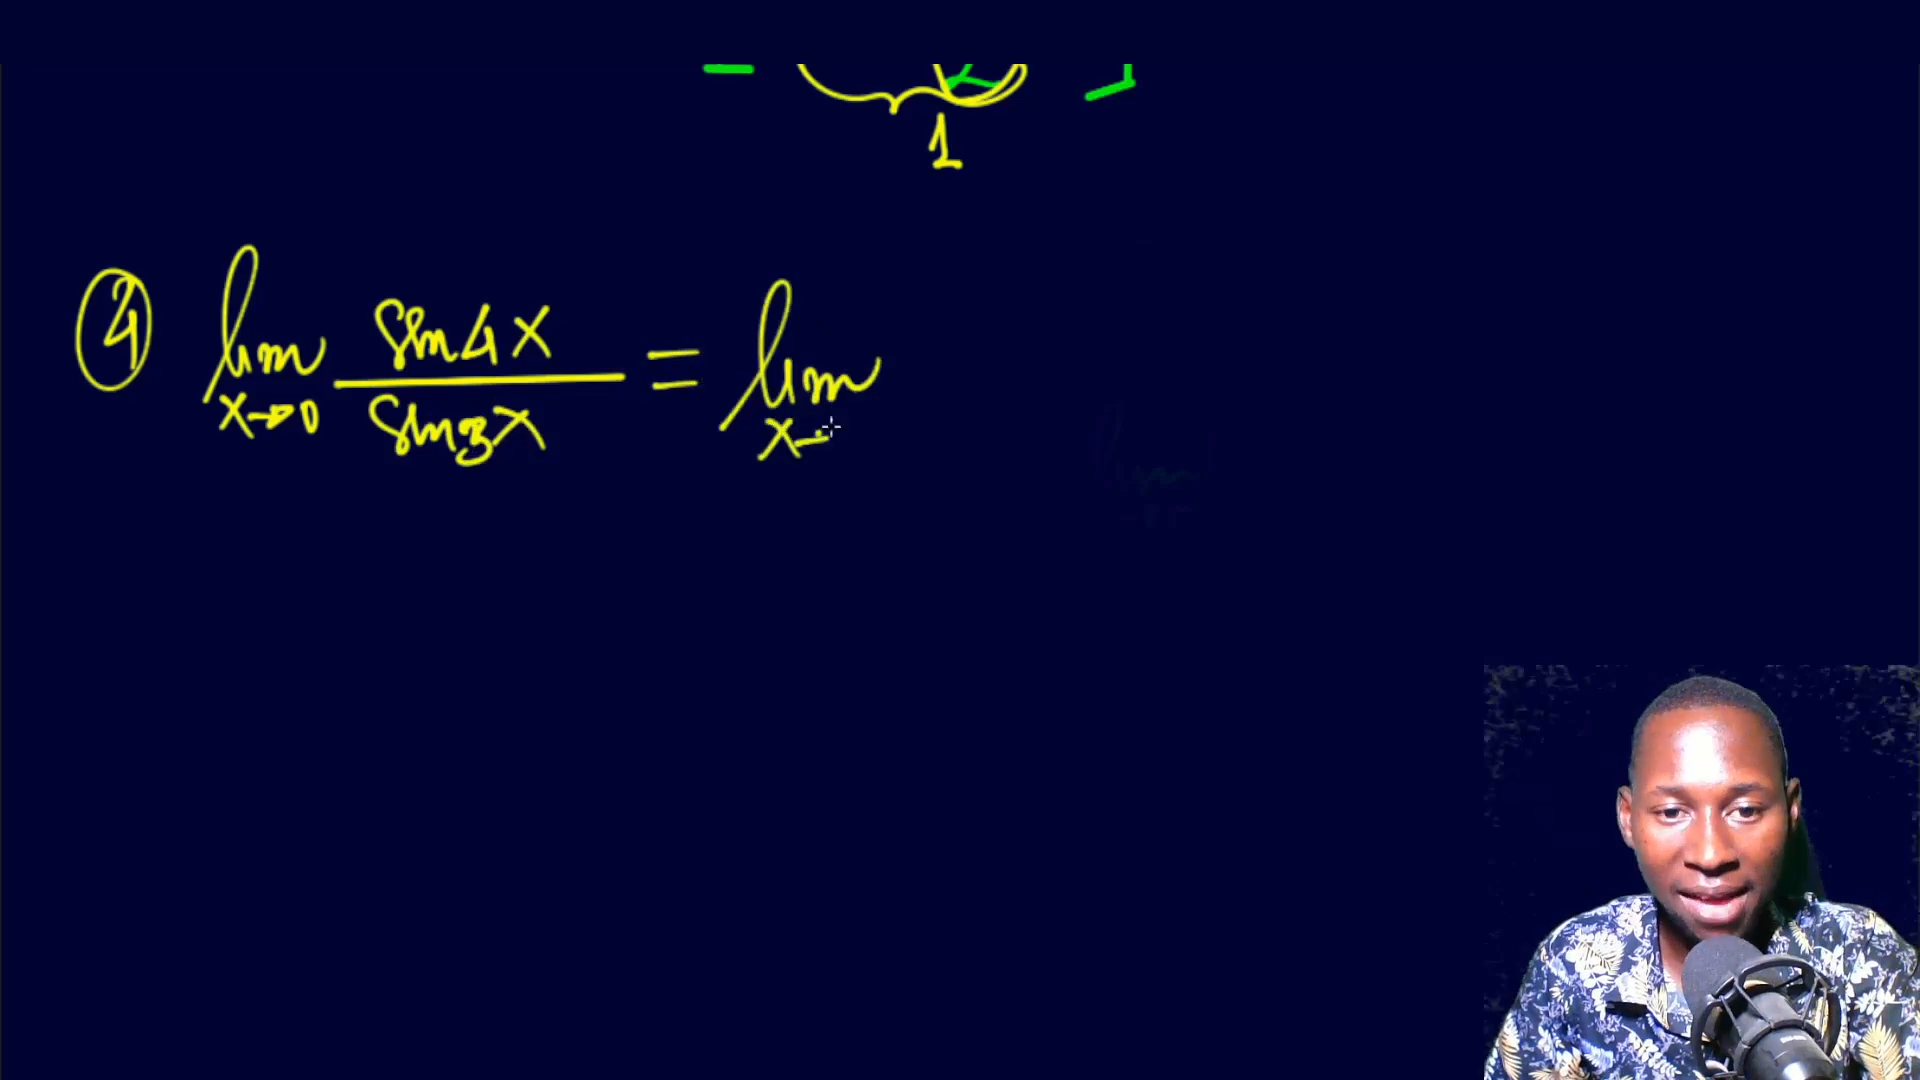 1
④ lim x→0 sin4x / sin3x = lim x→